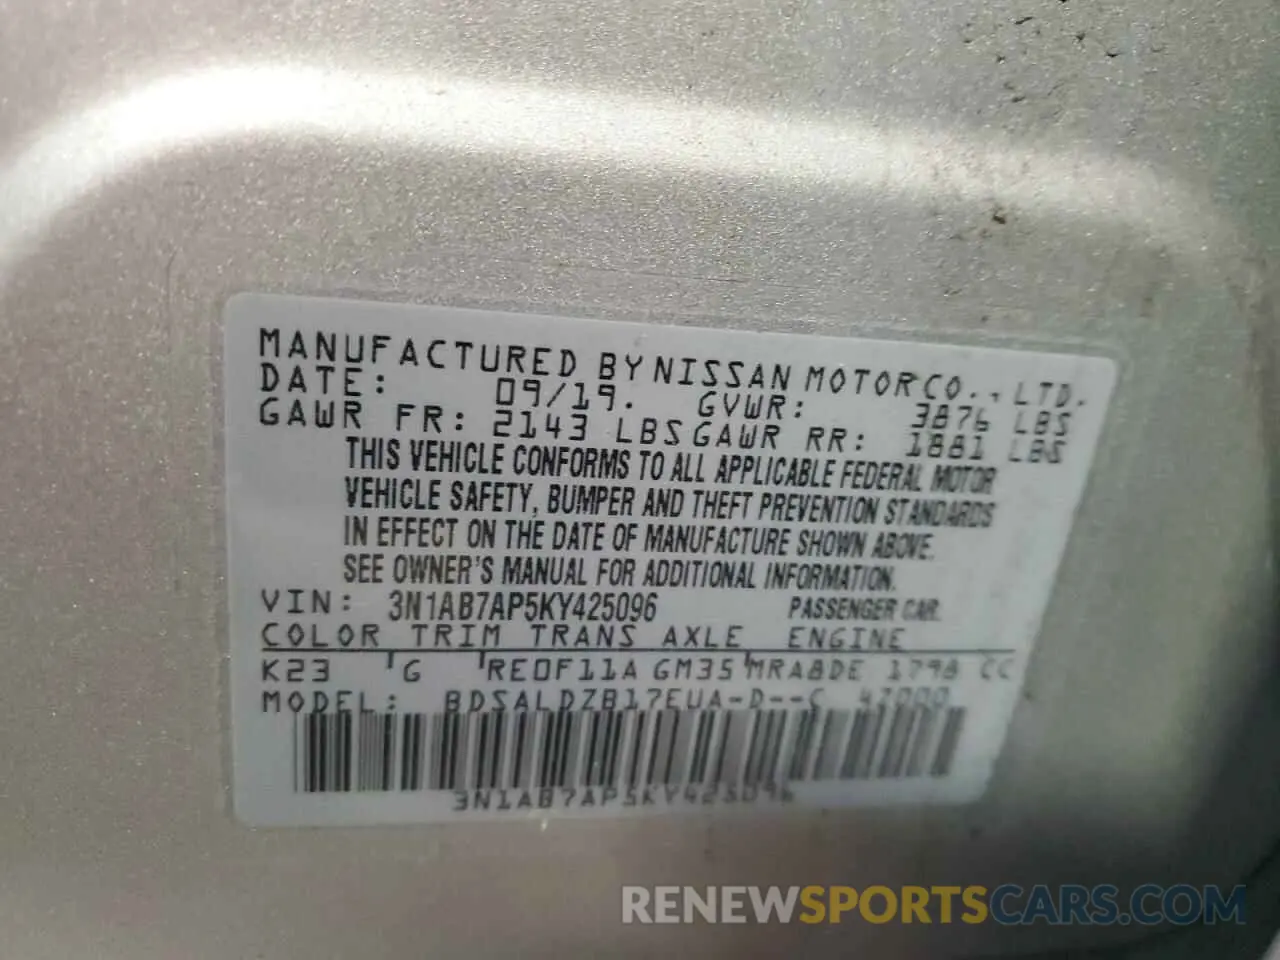 MANUFACTURED BY NISSAN MOTOR CO., LTD.
DATE: 09/19. GVWR: 3876 LBS
GAWR FR: 2143 LBS GAWR RR: 1881 LBS
THIS VEHICLE CONFORMS TO ALL APPLICABLE FEDERAL MOTOR
VEHICLE SAFETY, BUMPER AND THEFT PREVENTION STANDARDS
IN EFFECT ON THE DATE OF MANUFACTURE SHOWN ABOVE.
SEE OWNER'S MANUAL FOR ADDITIONAL INFORMATION.
VIN: 3N1AB7AP5KY425096 PASSENGER CAR.
COLOR TRIM TRANS AXLE ENGINE
K23 G RE0F11A GM35 MRA8DE 1798 CC
MODEL: BDSALDZB17EUA-D--C 4Z000
3N1AB7AP5KY425096
RENEWSPORTSCARS.COM